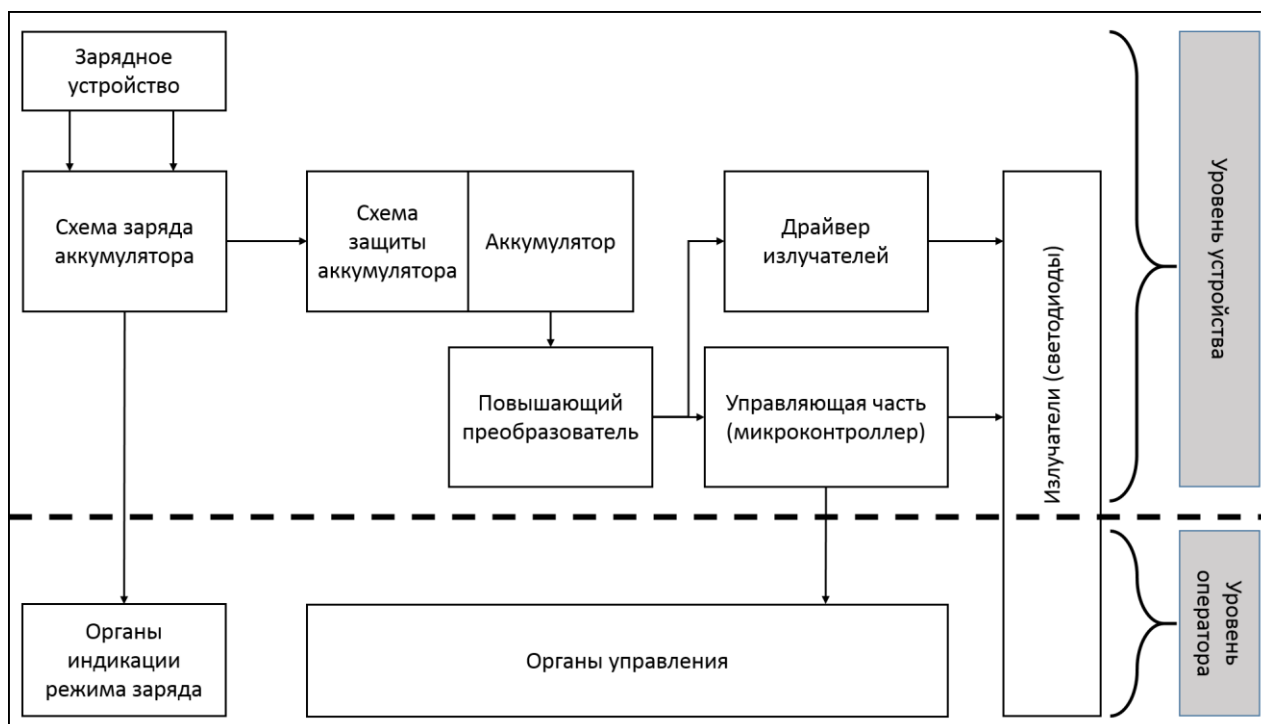 Зарядное
устройство
Схема заряда
аккумулятора
Схема
защиты
аккумулятора
Аккумулятор
Драйвер
излучателей
Повышающий
преобразователь
Управляющая часть
(микроконтроллер)
Излучатели (светодиоды)
Уровень устройства
Органы
индикации
режима заряда
Органы управления
Уровень
оператора